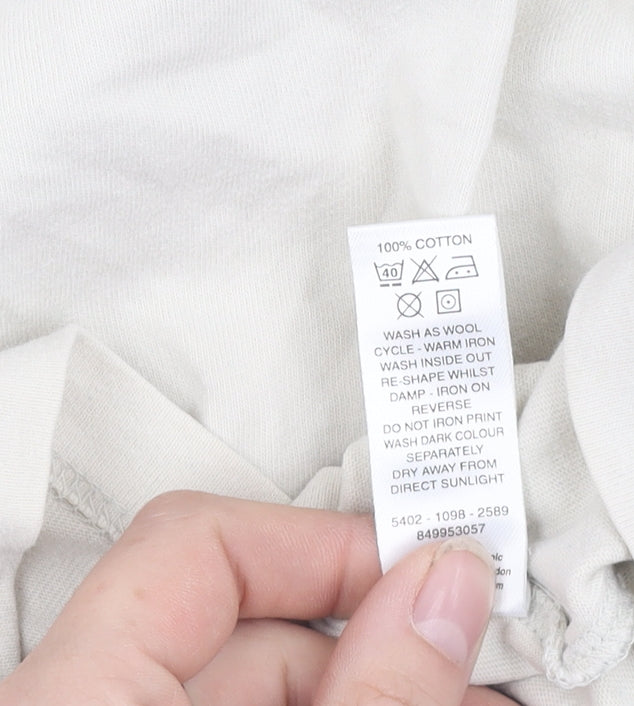 100% COTTON
40
WASH AS WOOL
CYCLE - WARM IRON
WASH INSIDE OUT
RE-SHAPE WHILST
DAMP - IRON ON
REVERSE
DO NOT IRON PRINT
WASH DARK COLOUR
SEPARATELY
DRY AWAY FROM
DIRECT SUNLIGHT
5402 - 1098 - 2589
849953057